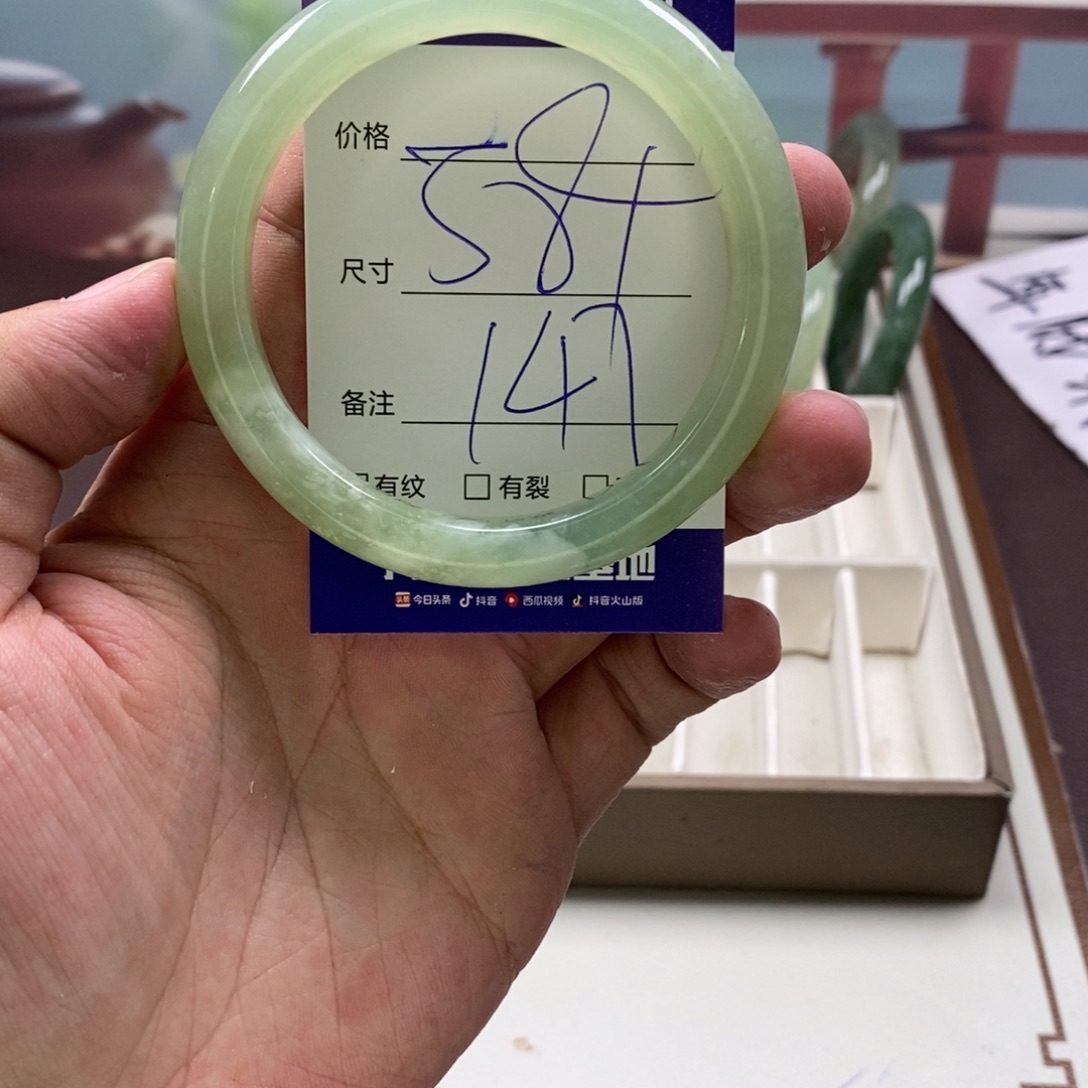 价格
尺寸 581
备注 147
有纹 □ 有裂 □
今日头条 抖音 西瓜视频 抖音火山版